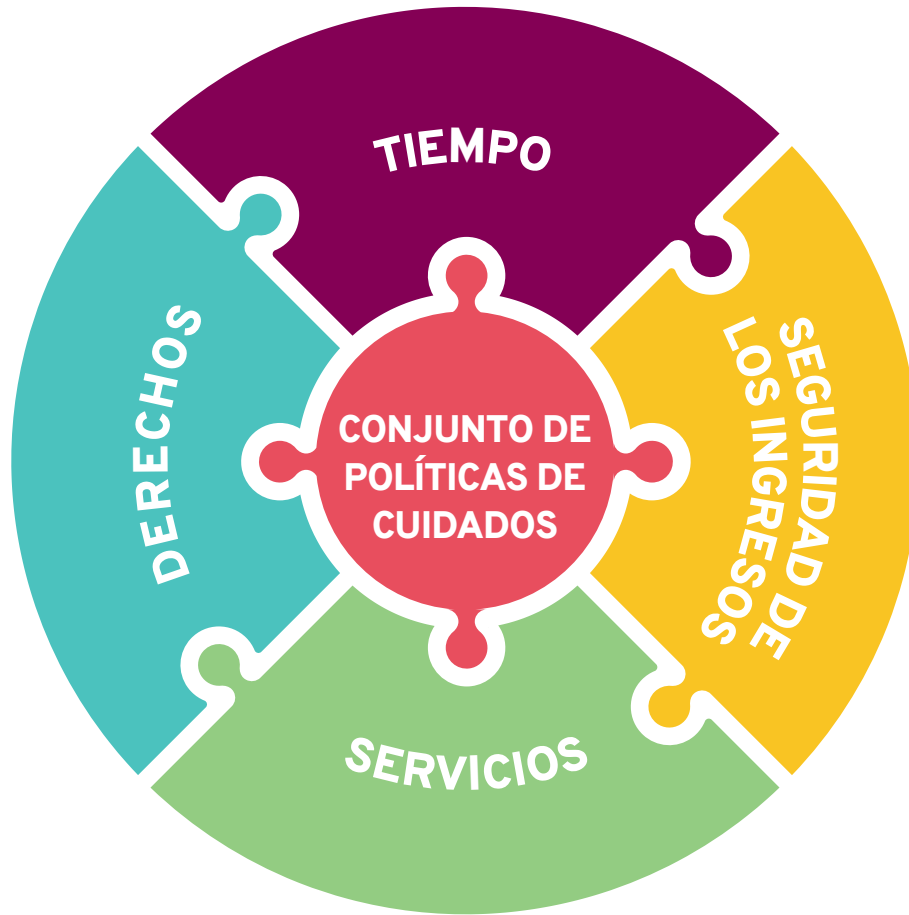 TIEMPO
SEGURIDAD DE
LOS INGRESOS
DERECHOS
CONJUNTO DE
POLÍTICAS DE
CUIDADOS
SERVICIOS